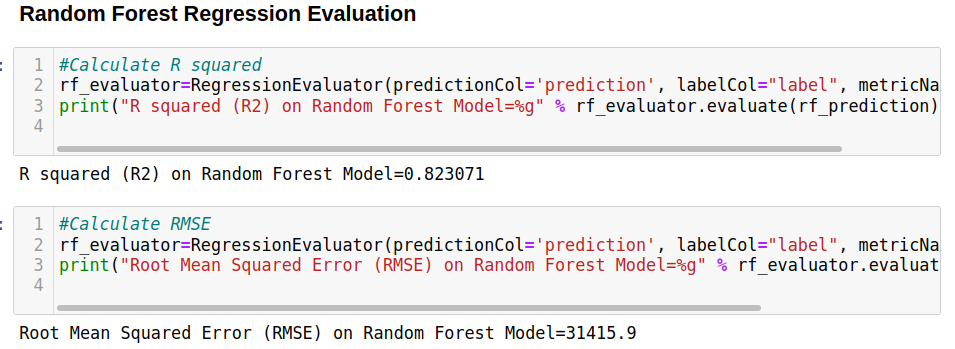 Random Forest Regression Evaluation
1 #Calculate R squared
2 rf_evaluator=RegressionEvaluator(predictionCol='prediction', labelCol="label", metricNa
3 print("R squared (R2) on Random Forest Model=%g" % rf_evaluator.evaluate(rf_prediction)
4
R squared (R2) on Random Forest Model=0.823071
1 #Calculate RMSE
2 rf_evaluator=RegressionEvaluator(predictionCol='prediction', labelCol="label", metricNa
3 print("Root Mean Squared Error (RMSE) on Random Forest Model=%g" % rf_evaluator.evaluat
4
Root Mean Squared Error (RMSE) on Random Forest Model=31415.9